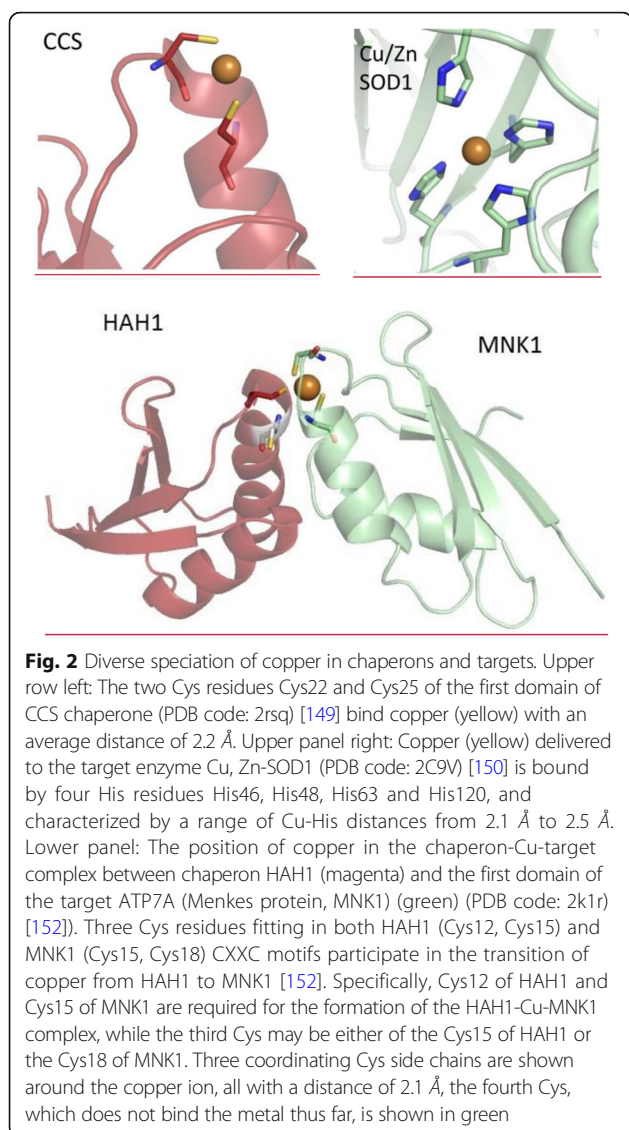 CCS
Cu/Zn
SOD1
HAH1
MNK1
Fig. 2 Diverse speciation of copper in chaperons and targets. Upper
row left: The two Cys residues Cys22 and Cys25 of the first domain of
CCS chaperone (PDB code: 2rsq) [149] bind copper (yellow) with an
average distance of 2.2 Å. Upper panel right: Copper (yellow) delivered
to the target enzyme Cu, Zn-SOD1 (PDB code: 2C9V) [150] is bound
by four His residues His46, His48, His63 and His120, and
characterized by a range of Cu-His distances from 2.1 Å to 2.5 Å.
Lower panel: The position of copper in the chaperon-Cu-target
complex between chaperon HAH1 (magenta) and the first domain of
the target ATP7A (Menkes protein, MNK1) (green) (PDB code: 2k1r)
[152]). Three Cys residues fitting in both HAH1 (Cys12, Cys15) and
MNK1 (Cys15, Cys18) CXXC motifs participate in the transition of
copper from HAH1 to MNK1 [152]. Specifically, Cys12 of HAH1 and
Cys15 of MNK1 are required for the formation of the HAH1-Cu-MNK1
complex, while the third Cys may be either of the Cys15 of HAH1 or
the Cys18 of MNK1. Three coordinating Cys side chains are shown
around the copper ion, all with a distance of 2.1 Å, the fourth Cys,
which does not bind the metal thus far, is shown in green